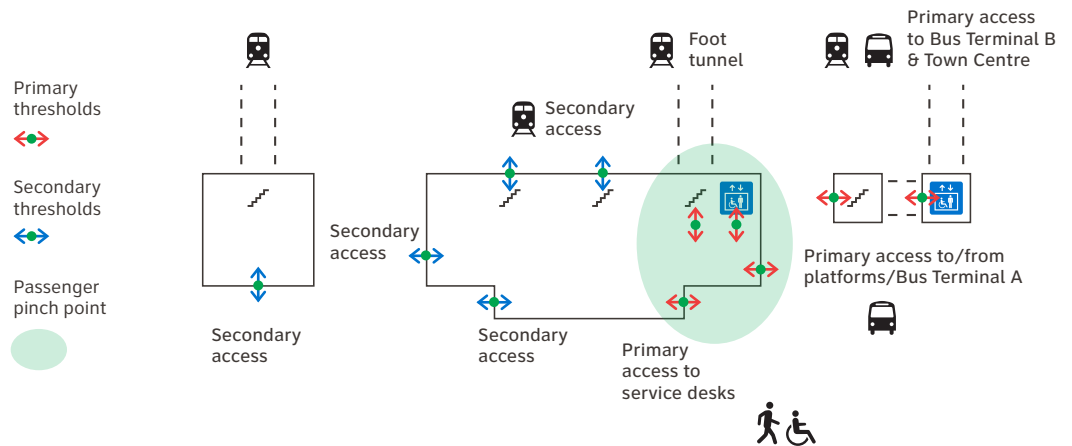 Primary
thresholds
Secondary
thresholds
Passenger
pinch point
Secondary
access
Secondary
access
Secondary
access
Secondary
access
Foot
tunnel
Primary
access to
service desks
Primary access
to Bus Terminal B
& Town Centre
Primary access to/from
platforms/Bus Terminal A